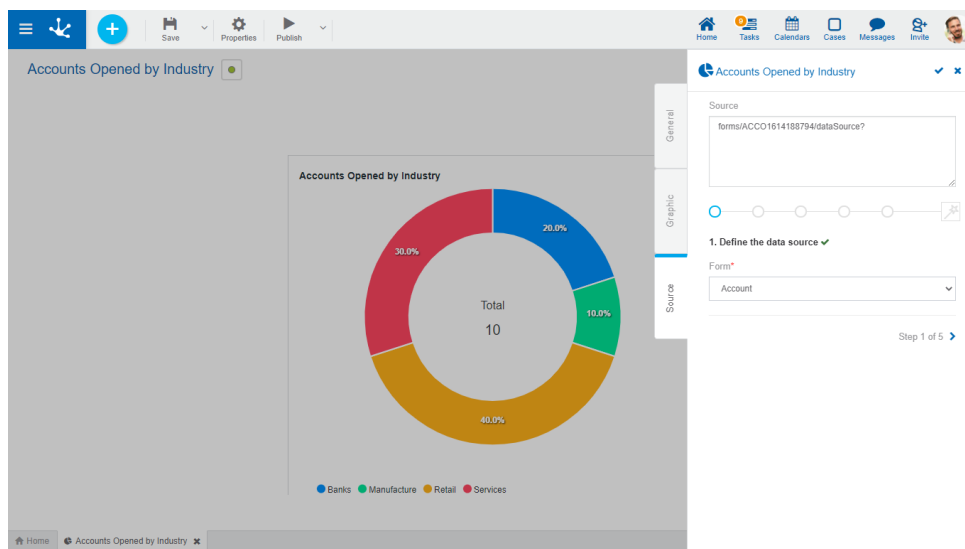 Save
Properties
Publish
Home
9
Tasks
Calendars
Cases
Messages
Invite
Accounts Opened by Industry
Accounts Opened by Industry
General
Graphic
Source
Source
forms/ACCO1614188794/dataSource?
1. Define the data source
Form*
Account
Step 1 of 5
Accounts Opened by Industry
20.0%
30.0%
10.0%
40.0%
Total
10
Banks Manufacture Retail Services
Home Accounts Opened by Industry